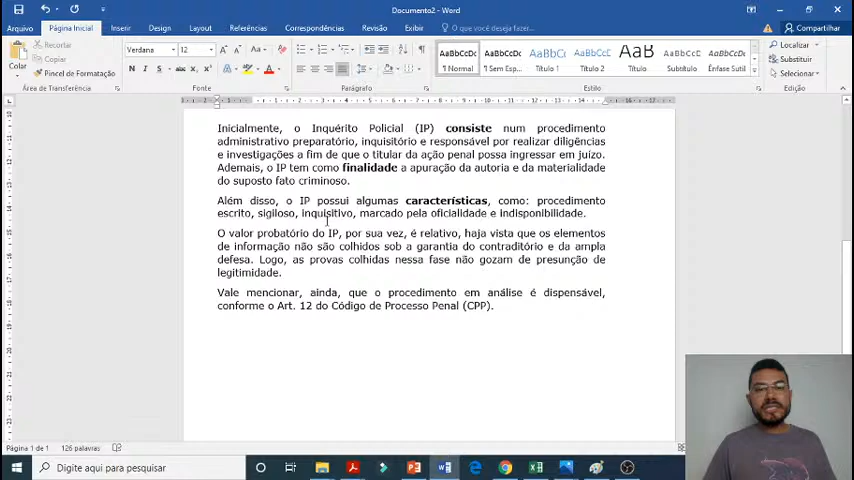 Documento2 - Word
Arquivo Página Inicial Inserir Design Layout Referências Correspondências Revisão Exibir O que você deseja fazer... Compartilhar
Colar
Recortar
Copiar
Pincel de Formatação
Área de Transferência
Verdana 12
N I S abc
Fonte
Parágrafo
AaBbCcDc AaBbCcDc AaBbCc AaBbCcC AaB AaBbCcC AaBbCcDc
¶ Normal ¶ Sem Esp... Título 1 Título 2 Título Subtítulo Ênfase Sutil
Estilo
Localizar
Substituir
Selecionar
Edição
Inicialmente, o Inquérito Policial (IP) consiste num procedimento
administrativo preparatório, inquisitório e responsável por realizar diligências
e investigações a fim de que o titular da ação penal possa ingressar em juízo.
Ademais, o IP tem como finalidade a apuração da autoria e da materialidade
do suposto fato criminoso.
Além disso, o IP possui algumas características, como: procedimento
escrito, sigiloso, inquisitivo, marcado pela oficialidade e indisponibilidade.
O valor probatório do IP, por sua vez, é relativo, haja vista que os elementos
de informação não são colhidos sob a garantia do contraditório e da ampla
defesa. Logo, as provas colhidas nessa fase não gozam de presunção de
legitimidade.
Vale mencionar, ainda, que o procedimento em análise é dispensável,
conforme o Art. 12 do Código de Processo Penal (CPP).
Página 1 de 1 126 palavras
Digite aqui para pesquisar